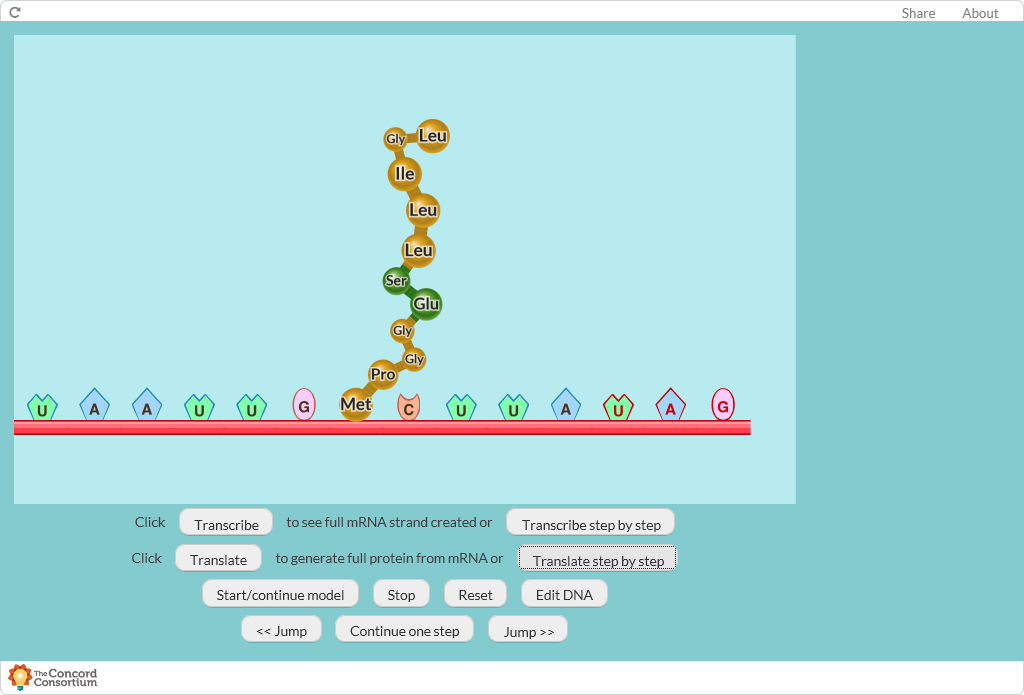 Share About
Gly Leu
Ile
Leu
Leu
Ser
Glu
Gly
Gly
Pro
U A A U U G Met C U U A U A G
Click Transcribe to see full mRNA strand created or Transcribe step by step
Click Translate to generate full protein from mRNA or Translate step by step
Start/continue model Stop Reset Edit DNA
<< Jump Continue one step Jump >>
The Concord
Consortium